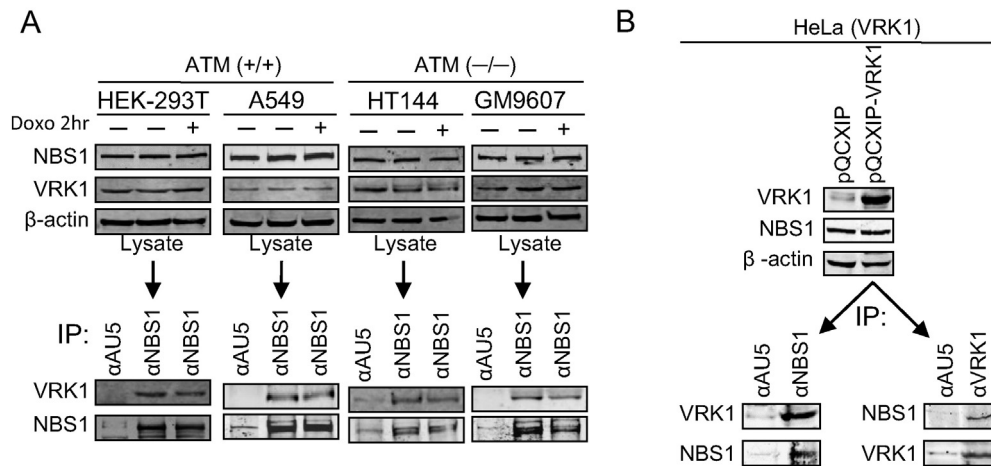 A
ATM (+/+)
ATM (—/—)
HEK-293T
A549
HT144
GM9607
Doxo 2hr
— — +
— — +
— — +
— — +
NBS1
VRK1
β-actin
Lysate
Lysate
Lysate
Lysate
IP:
αAU5
αNBS1
αNBS1
αAU5
αNBS1
αNBS1
αAU5
αNBS1
αNBS1
αAU5
αNBS1
αNBS1
VRK1
NBS1
B
HeLa (VRK1)
pQCXIP
pQCXIP-VRK1
VRK1
NBS1
β -actin
IP:
αAU5
αNBS1
VRK1
NBS1
αAU5
αVRK1
NBS1
VRK1